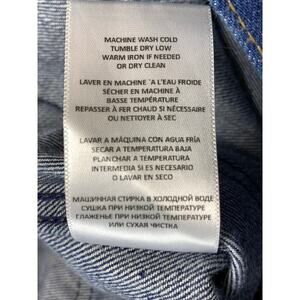 MACHINE WASH COLD
TUMBLE DRY LOW
WARM IRON IF NEEDED
OR DRY CLEAN
LAVER EN MACHINE `A L'EAU FROIDE
SÉCHER EN MACHINE À
BASSE TEMPÉRATURE
REPASSER À FER CHAUD SI NÉCESSAIRE
OU NETTOYER À SEC
LAVAR A MÁQUINA CON AGUA FRÍA
SECAR A TEMPERATURA BAJA
PLANCHAR A TEMPERATURA
INTERMEDIA SI ES NECESARIO
O LAVAR EN SECO
МАШИННАЯ СТИРКА В ХОЛОДНОЙ ВОДЕ
СУШКА ПРИ НИЗКОЙ ТЕМПЕРАТУРЕ
ГЛАЖЕНЬЕ ПРИ НИЗКОЙ ТЕМПЕРАТУРЕ
ИЛИ СУХАЯ ЧИСТКА